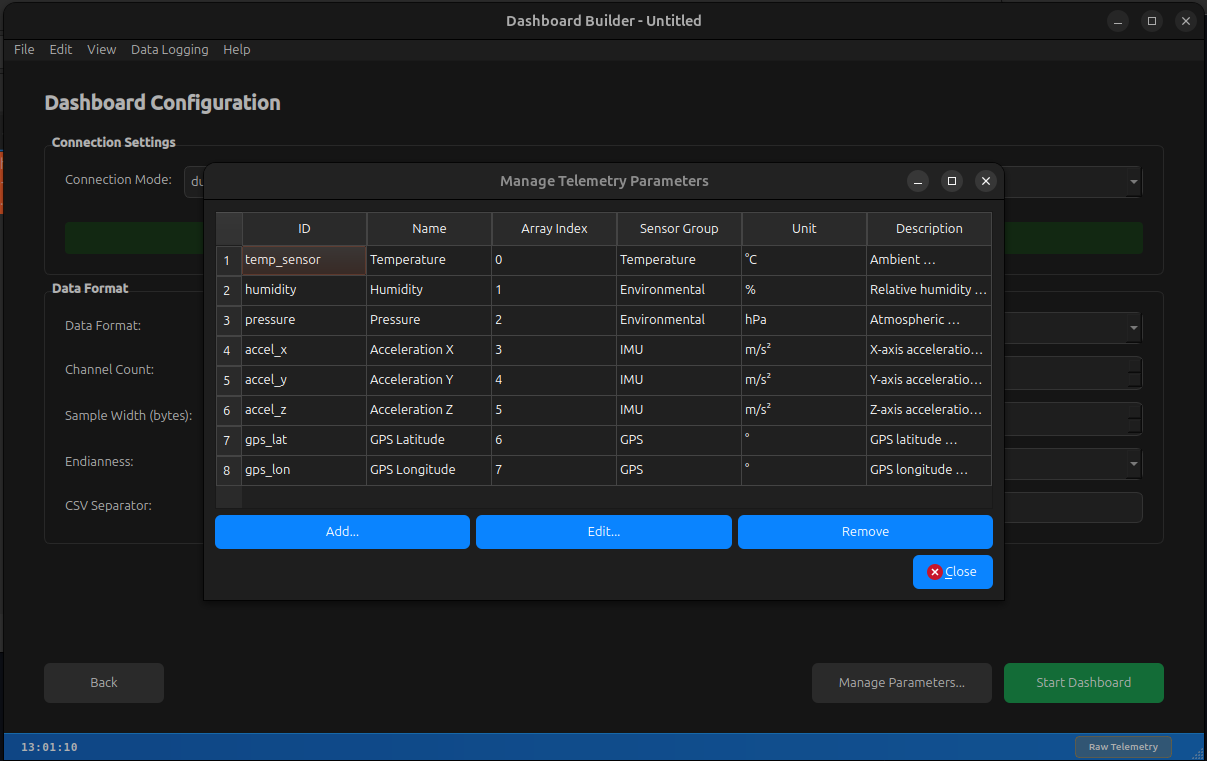 Dashboard Builder - Untitled
File Edit View Data Logging Help
Dashboard Configuration
Connection Settings
Connection Mode:
Manage Telemetry Parameters
ID Name Array Index Sensor Group Unit Description
1 temp_sensor Temperature 0 Temperature °C Ambient …
2 humidity Humidity 1 Environmental % Relative humidity …
3 pressure Pressure 2 Environmental hPa Atmospheric …
4 accel_x Acceleration X 3 IMU m/s² X-axis acceleratio…
5 accel_y Acceleration Y 4 IMU m/s² Y-axis acceleratio…
6 accel_z Acceleration Z 5 IMU m/s² Z-axis acceleratio…
7 gps_lat GPS Latitude 6 GPS ° GPS latitude …
8 gps_lon GPS Longitude 7 GPS ° GPS longitude …
Add... Edit... Remove
Close
Data Format
Data Format:
Channel Count:
Sample Width (bytes):
Endianness:
CSV Separator:
Back Manage Parameters... Start Dashboard
13:01:10 Raw Telemetry